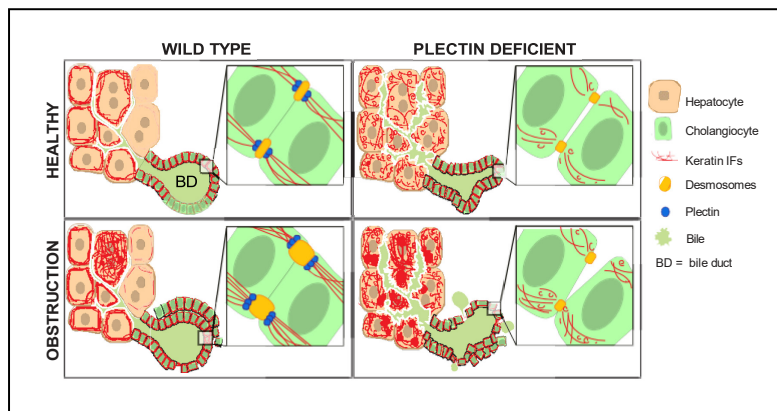 WILD TYPE
PLECTIN DEFICIENT
HEALTHY
BD
OBSTRUCTION
Hepatocyte
Cholangiocyte
Keratin IFs
Desmosomes
Plectin
Bile
BD = bile duct